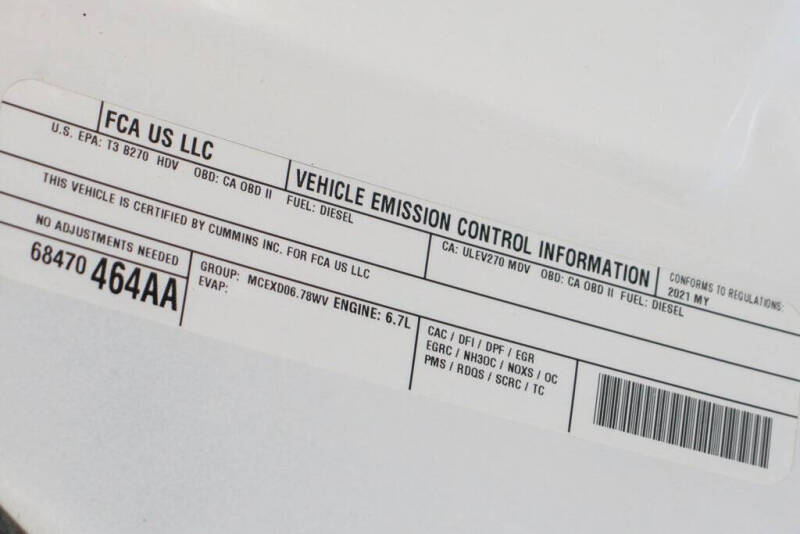 FCA US LLC
VEHICLE EMISSION CONTROL INFORMATION
CONFORMS TO REGULATIONS:
2021 MY
U.S. EPA: T3 B270 HDV OBD: CA OBD II FUEL: DIESEL
CA: ULEV270 MDV OBD: CA OBD II FUEL: DIESEL
THIS VEHICLE IS CERTIFIED BY CUMMINS INC. FOR FCA US LLC
NO ADJUSTMENTS NEEDED
68470 464AA
GROUP: MCEXD06.78WV ENGINE: 6.7L
EVAP:
CAC / DFI / DPF / EGR
EGRC / NH3OC / NOXS / OC
PMS / RDQS / SCRC / TC